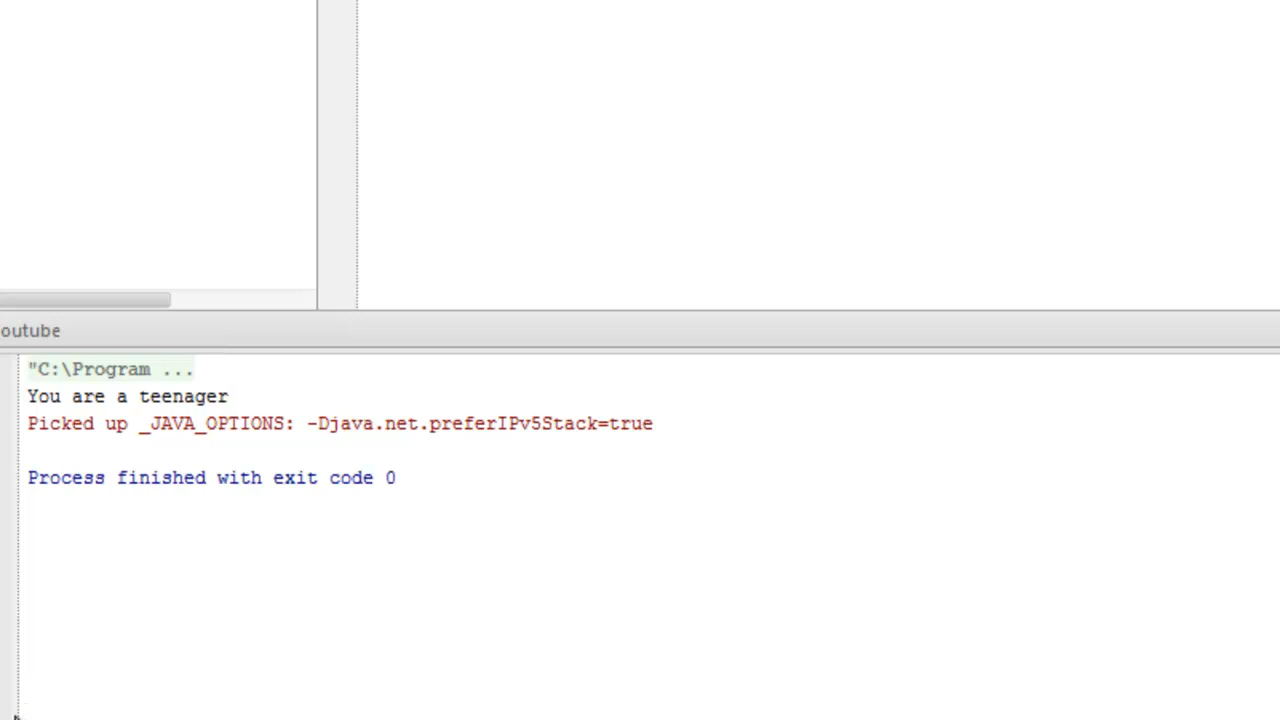 outube
"C:\Program ...
You are a teenager
Picked up _JAVA_OPTIONS: -Djava.net.preferIPv5Stack=true
Process finished with exit code 0